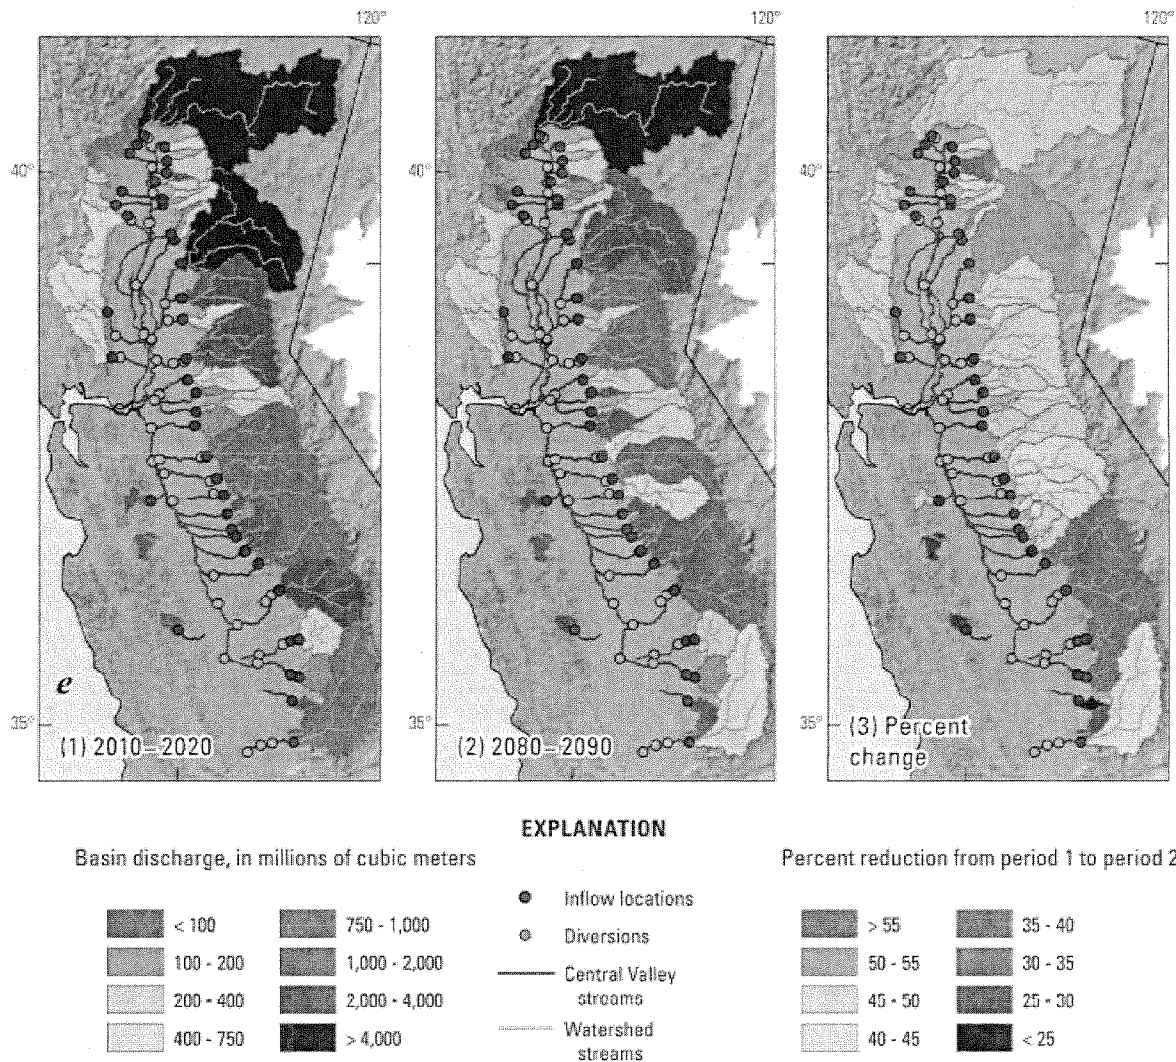 120°
120°
120°
40°
40°
40°
35°
35°
35°
e
(1) 2010–2020
(2) 2080–2090
(3) Percent
change
EXPLANATION
Basin discharge, in millions of cubic meters
< 100
100 - 200
200 - 400
400 - 750
750 - 1,000
1,000 - 2,000
2,000 - 4,000
> 4,000
Inflow locations
Diversions
Central Valley
streams
Watershed
streams
Percent reduction from period 1 to period 2
> 55
50 - 55
45 - 50
40 - 45
35 - 40
30 - 35
25 - 30
< 25